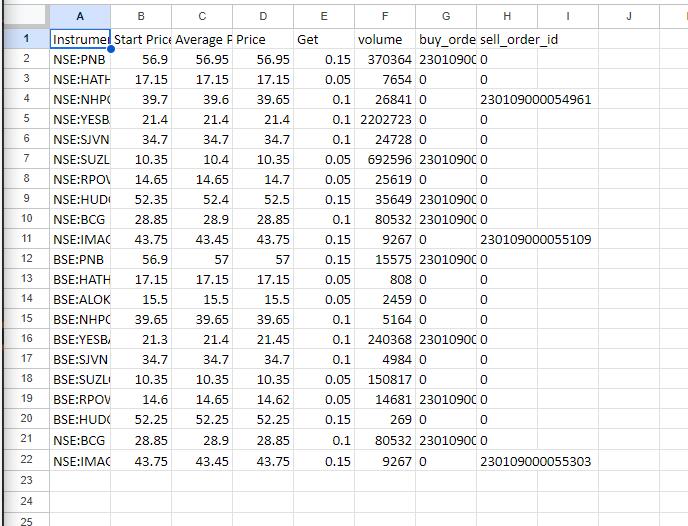 A B C D E F G H I J
1 Instrumen Start Price Average P Price Get volume buy_orde sell_order_id
2 NSE:PNB 56.9 56.95 56.95 0.15 370364 23010900 0
3 NSE:HATH 17.15 17.15 17.15 0.05 7654 0 0
4 NSE:NHPC 39.7 39.6 39.65 0.1 26841 0 230109000054961
5 NSE:YESBA 21.4 21.4 21.4 0.1 2202723 0 0
6 NSE:SJVN 34.7 34.7 34.7 0.1 24728 0 0
7 NSE:SUZL 10.35 10.4 10.35 0.05 692596 23010900 0
8 NSE:RPOW 14.65 14.65 14.7 0.05 25619 0 0
9 NSE:HUDC 52.35 52.4 52.5 0.15 35649 23010900 0
10 NSE:BCG 28.85 28.9 28.85 0.1 80532 23010900 0
11 NSE:IMAG 43.75 43.45 43.75 0.15 9267 0 230109000055109
12 BSE:PNB 56.9 57 57 0.15 15575 23010900 0
13 BSE:HATH 17.15 17.15 17.15 0.05 808 0 0
14 BSE:ALOK 15.5 15.5 15.5 0.05 2459 0 0
15 BSE:NHPC 39.65 39.65 39.65 0.1 5164 0 0
16 BSE:YESBA 21.3 21.4 21.45 0.1 240368 23010900 0
17 BSE:SJVN 34.7 34.7 34.7 0.1 4984 0 0
18 BSE:SUZL 10.35 10.35 10.35 0.05 150817 0 0
19 BSE:RPOW 14.6 14.65 14.62 0.05 14681 23010900 0
20 BSE:HUDC 52.25 52.25 52.25 0.15 269 0 0
21 NSE:BCG 28.85 28.9 28.85 0.1 80532 23010900 0
22 NSE:IMAG 43.75 43.45 43.75 0.15 9267 0 230109000055303
23
24
25